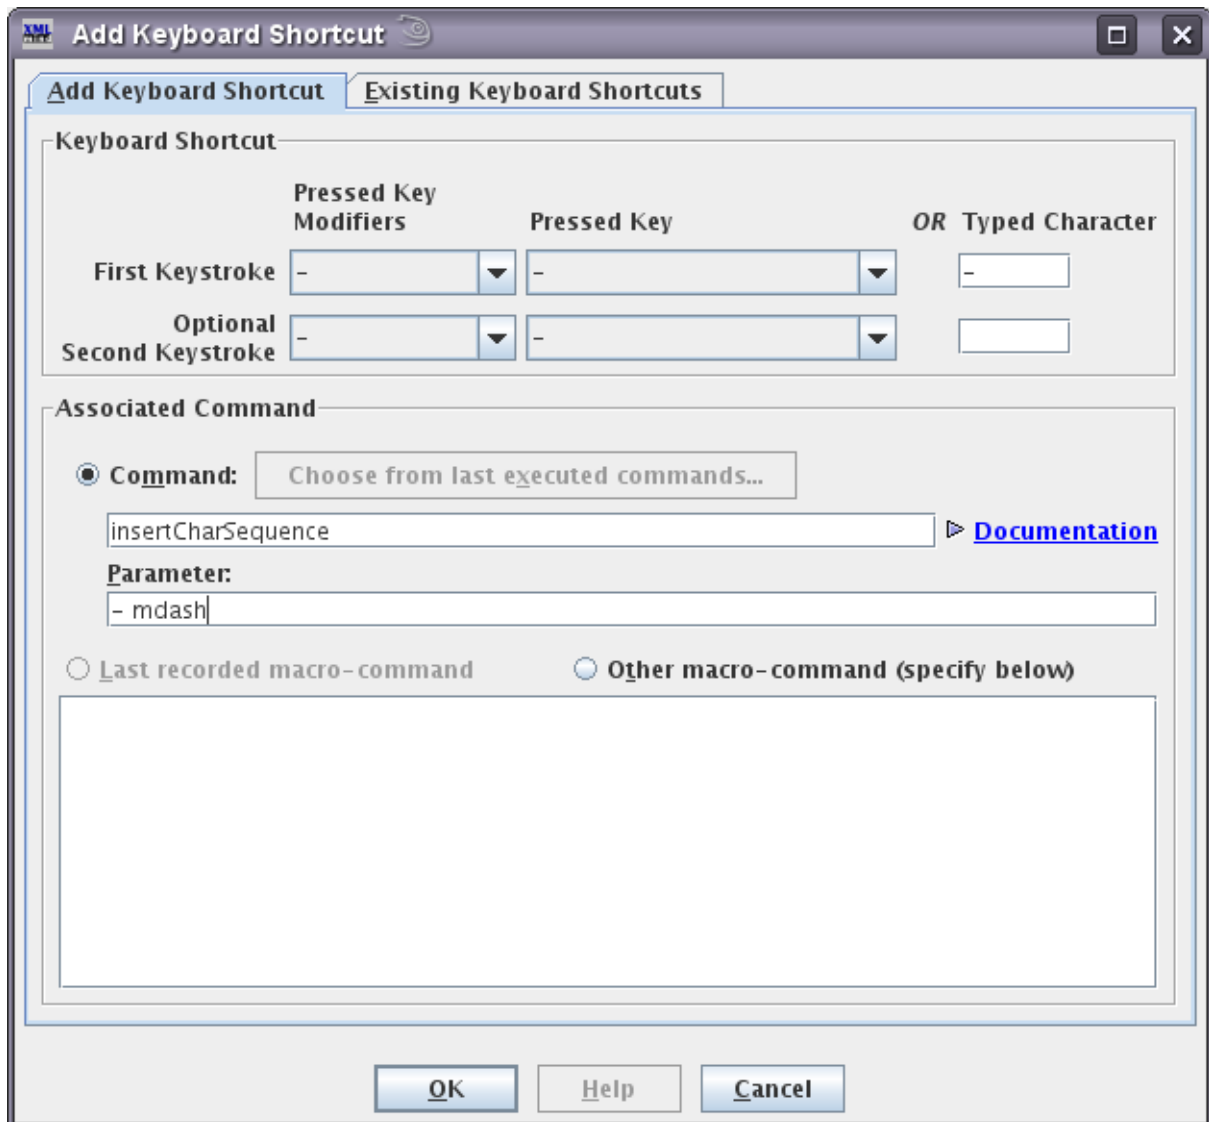 XML
Add Keyboard Shortcut
Add Keyboard Shortcut Existing Keyboard Shortcuts
Keyboard Shortcut
Pressed Key
Modifiers Pressed Key OR Typed Character
First Keystroke - - -
Optional
Second Keystroke - -
Associated Command
Command: Choose from last executed commands...
insertCharSequence Documentation
Parameter:
- mdash
Last recorded macro-command Other macro-command (specify below)
OK Help Cancel